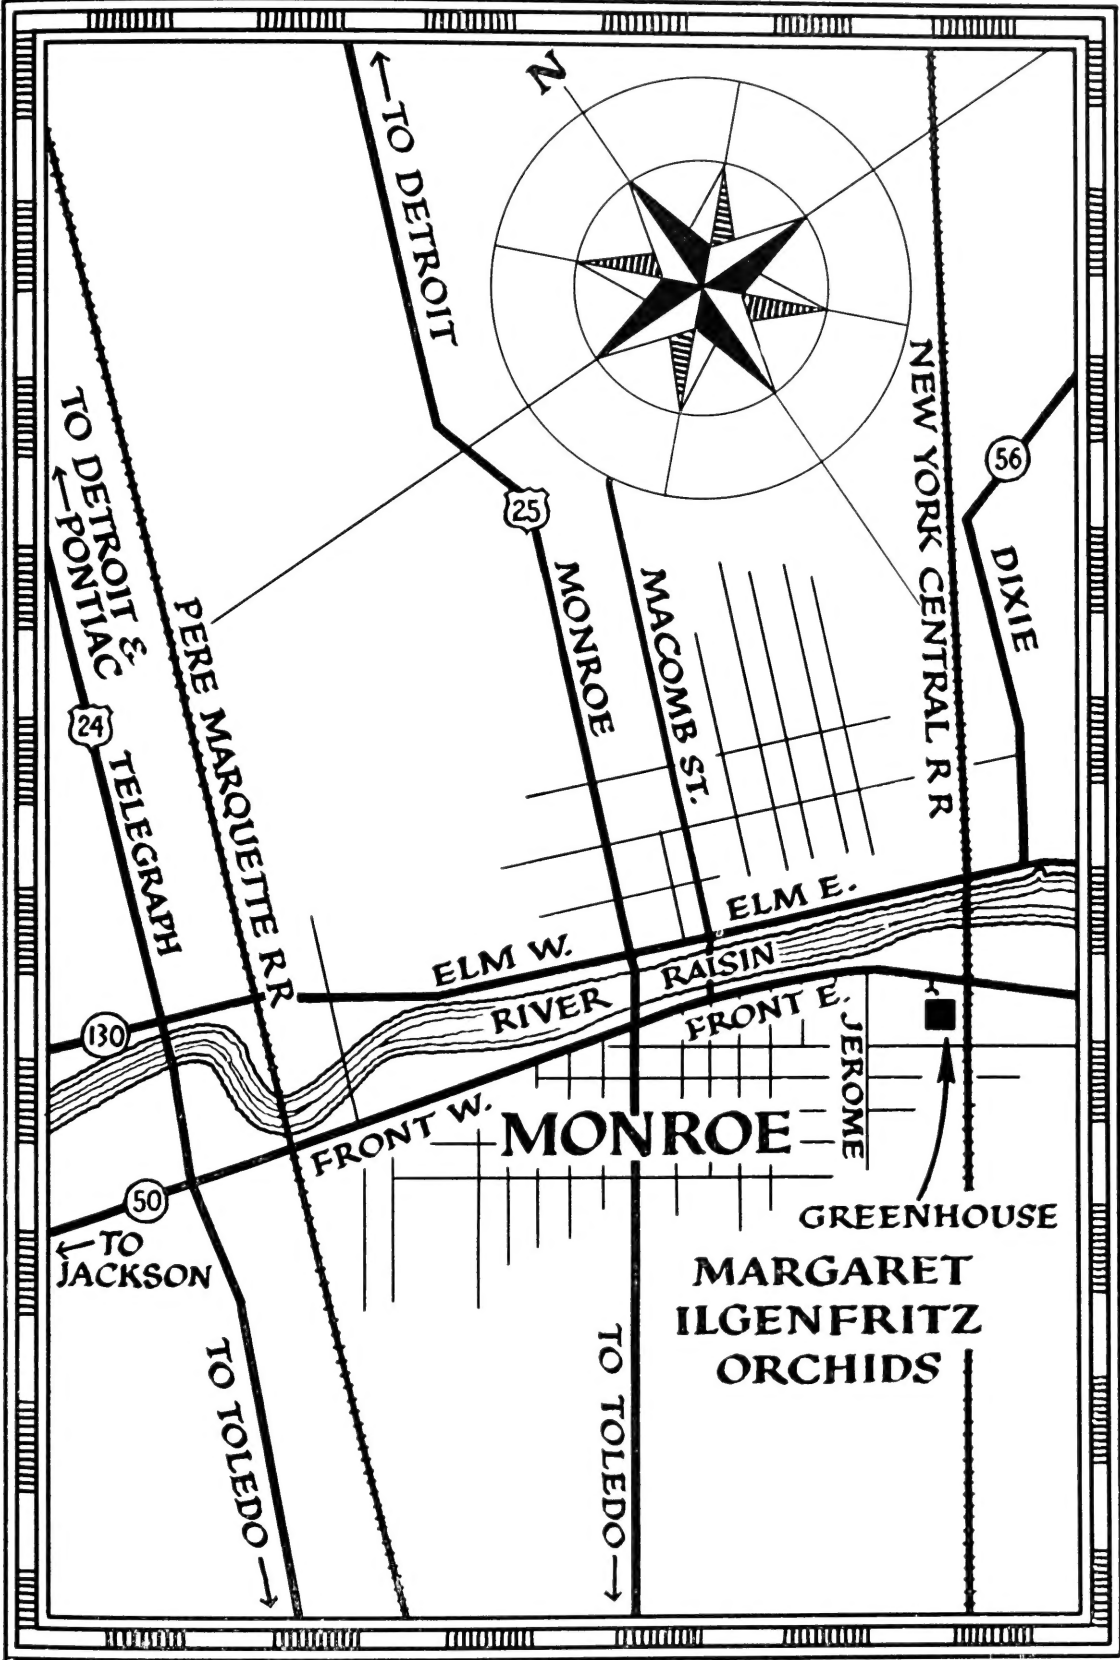 N
←TO DETROIT
TO DETROIT &
←PONTIAC
NEW YORK CENTRAL R R
56
25
DIXIE
MONROE
MACOMB ST.
PERE MARQUETTE R R
24
TELEGRAPH
ELM E.
ELM W.
RIVER RAISIN
130
FRONT E.
JEROME
FRONT W.
MONROE
50
←TO
JACKSON
GREENHOUSE
MARGARET
ILGENFRITZ
ORCHIDS
TO TOLEDO→
TO TOLEDO→